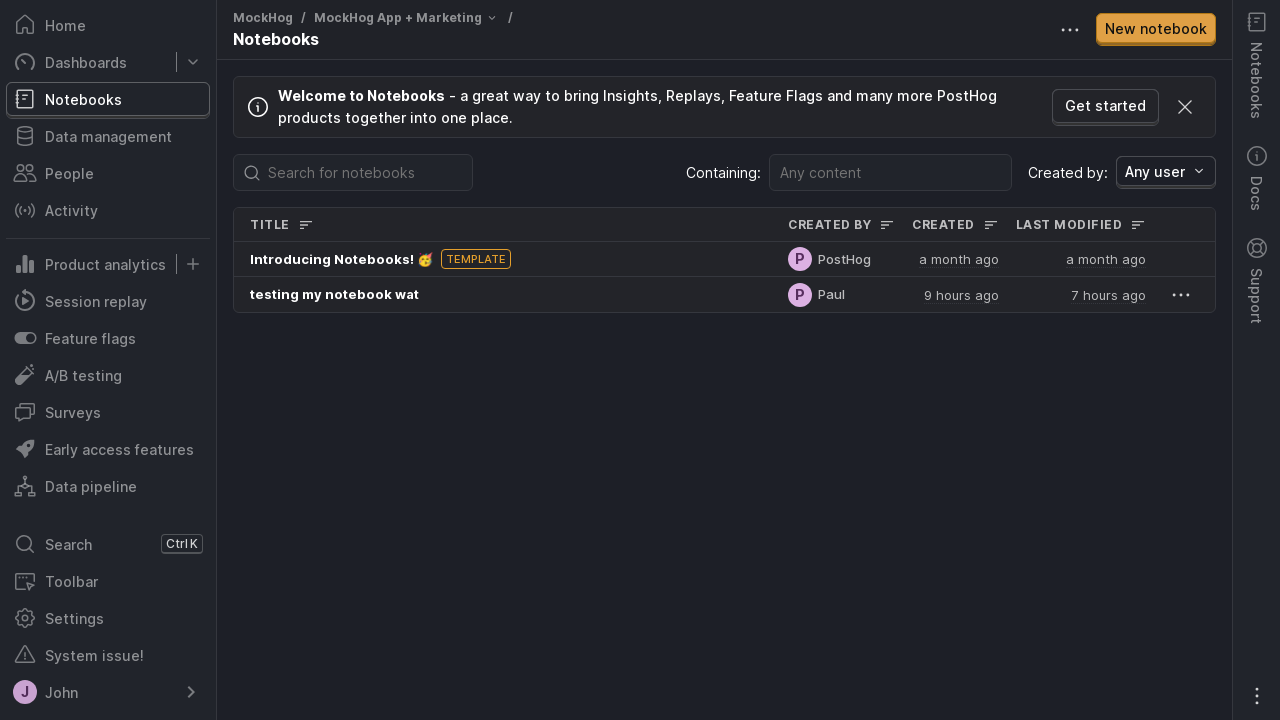 Home
Dashboards
Notebooks
Data management
People
Activity
Product analytics
Session replay
Feature flags
A/B testing
Surveys
Early access features
Data pipeline
Search Ctrl K
Toolbar
Settings
System issue!
J John
MockHog / MockHog App + Marketing /
Notebooks
New notebook
Welcome to Notebooks - a great way to bring Insights, Replays, Feature Flags and many more PostHog
products together into one place.
Get started
Search for notebooks
Containing: Any content
Created by: Any user
TITLE CREATED BY CREATED LAST MODIFIED
Introducing Notebooks! 🥳 TEMPLATE P PostHog a month ago a month ago
testing my notebook wat P Paul 9 hours ago 7 hours ago
Notebooks
Docs
Support